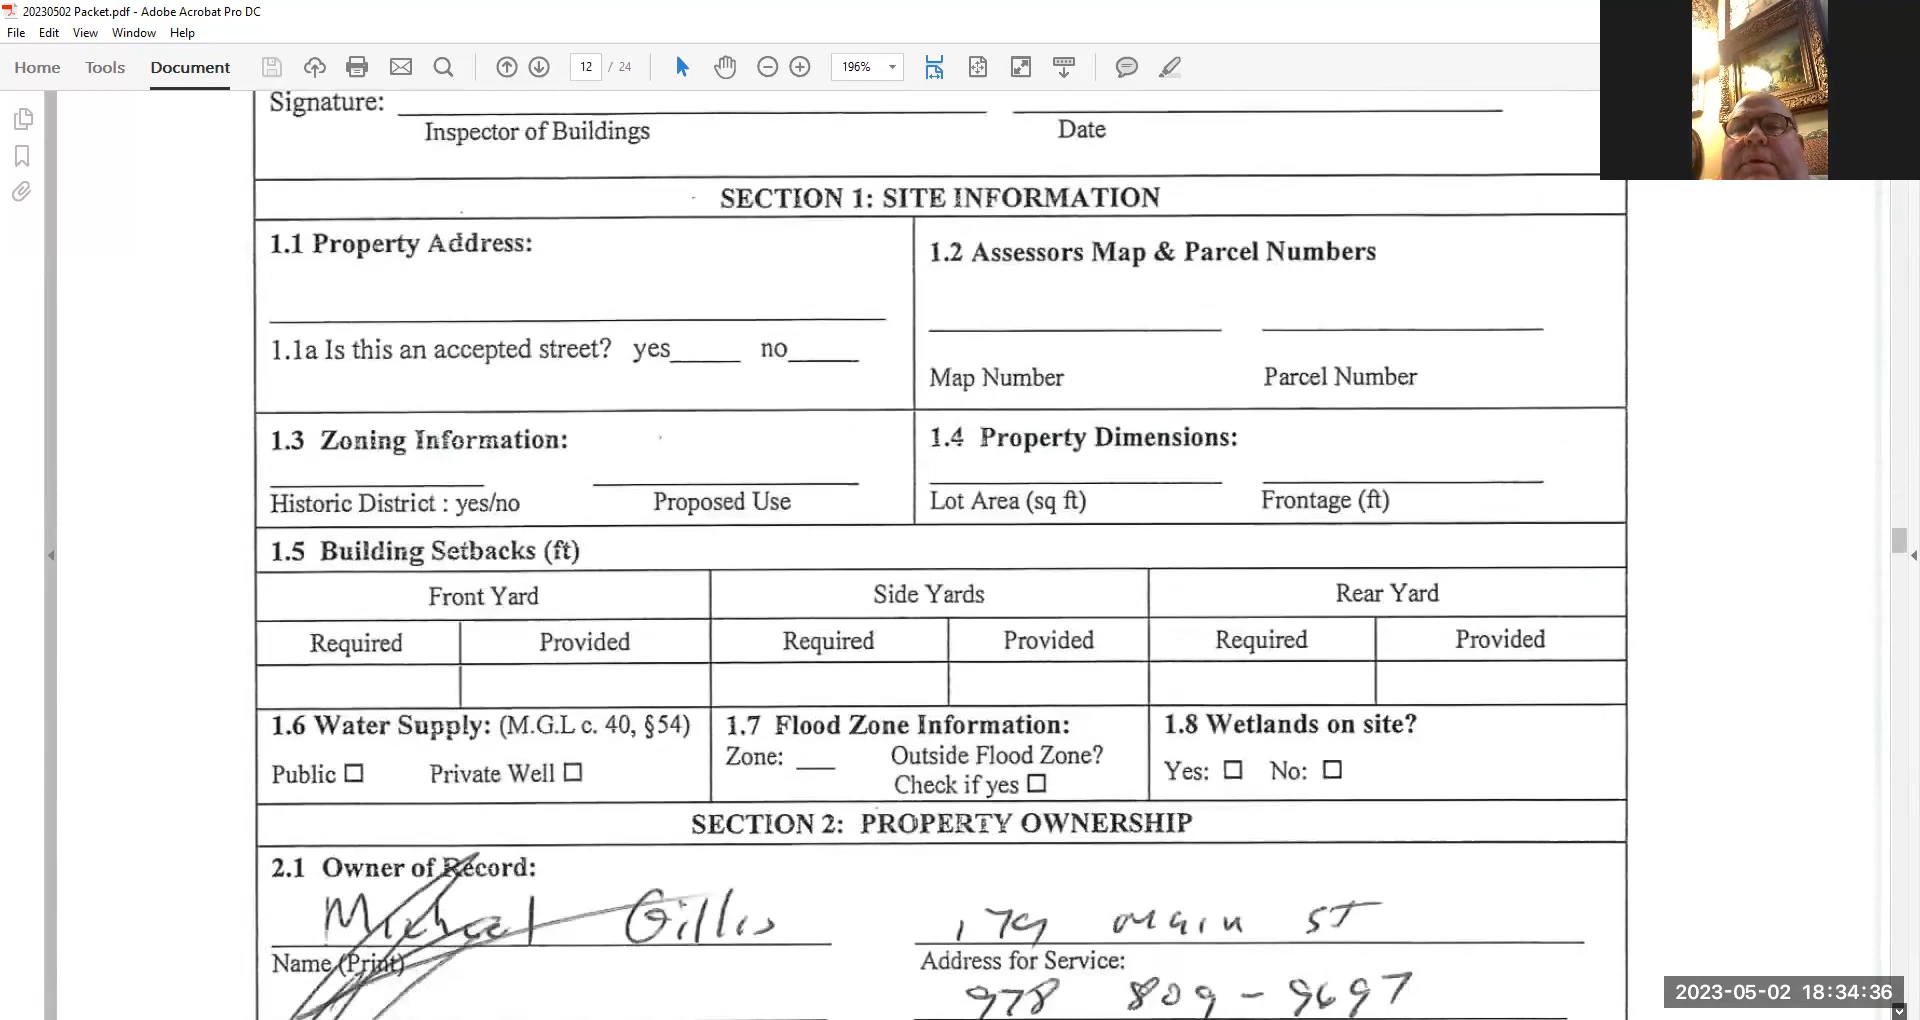 20230502 Packet.pdf - Adobe Acrobat Pro DC
File Edit View Window Help
Home Tools Document 12 / 24 196%
Signature:
Inspector of Buildings Date
SECTION 1: SITE INFORMATION
1.1 Property Address:
1.2 Assessors Map & Parcel Numbers
1.1a Is this an accepted street? yes_____ no_____
Map Number Parcel Number
1.3 Zoning Information:
1.4 Property Dimensions:
Historic District : yes/no Proposed Use
Lot Area (sq ft) Frontage (ft)
1.5 Building Setbacks (ft)
Front Yard Side Yards Rear Yard
Required Provided Required Provided Required Provided
1.6 Water Supply: (M.G.L c. 40, §54)
Public ☐ Private Well ☐
1.7 Flood Zone Information:
Zone: ___ Outside Flood Zone?
Check if yes ☐
1.8 Wetlands on site?
Yes: ☐ No: ☐
SECTION 2: PROPERTY OWNERSHIP
2.1 Owner of Record:
Michael Gillis 179 Main ST
Name (Print) Address for Service:
978 809-9697
2023-05-02 18:34:36